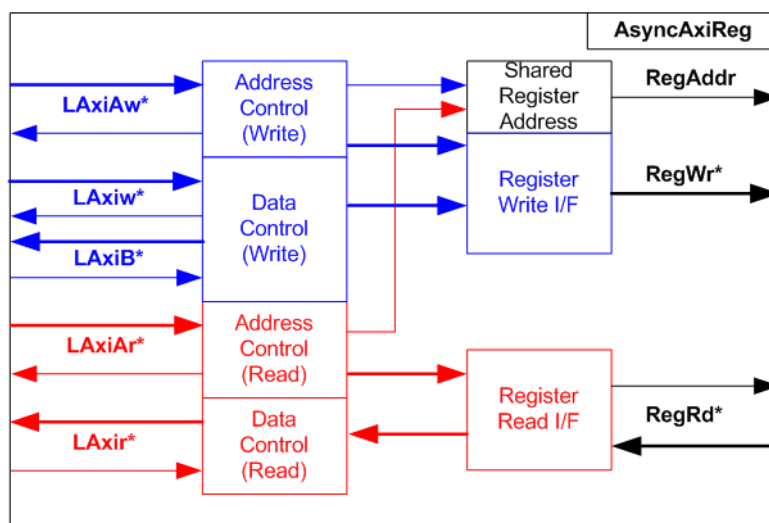 AsyncAxiReg
LAxiAw*
Address
Control
(Write)
Shared
Register
Address
RegAddr
LAxiw*
LAxiB*
Data
Control
(Write)
Register
Write I/F
RegWr*
LAxiAr*
Address
Control
(Read)
LAxir*
Data
Control
(Read)
Register
Read I/F
RegRd*